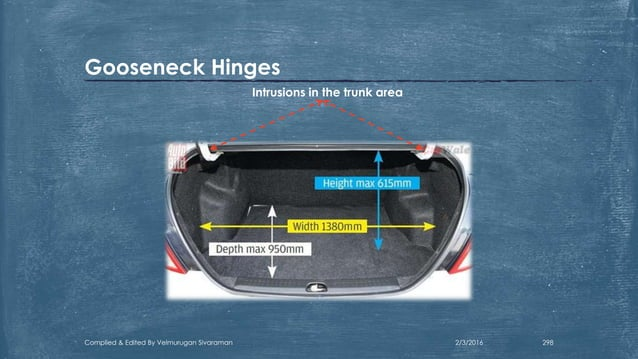 Gooseneck Hinges
Intrusions in the trunk area
Height max 615mm
Width 1380mm
Depth max 950mm
Complied & Edited By Velmurugan Sivaraman
2/3/2016
298